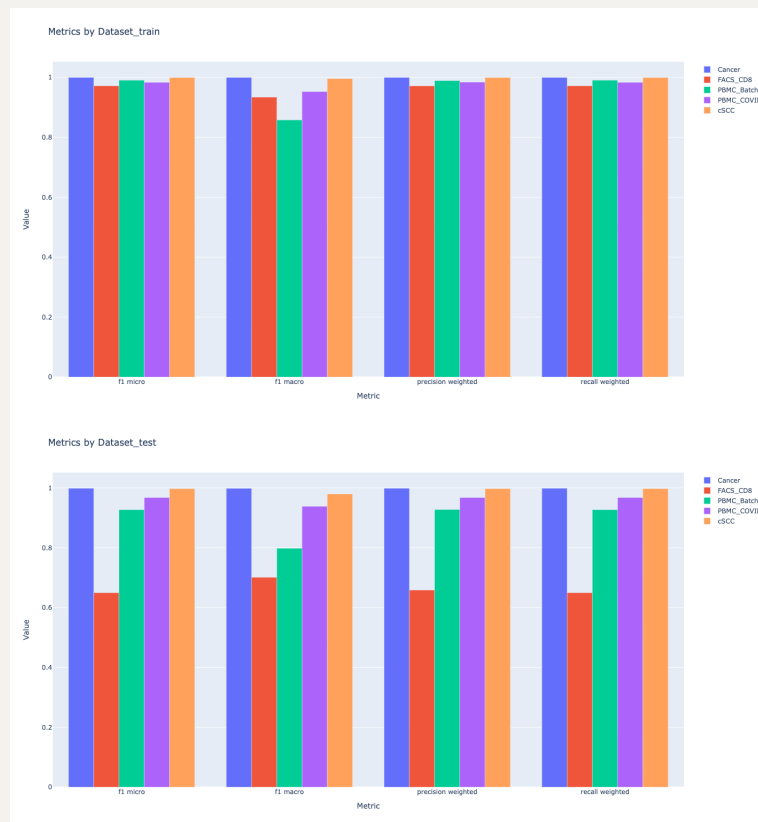 Metrics by Dataset_train
Value
1
0.8
0.6
0.4
0.2
0
f1 micro
f1 macro
precision weighted
recall weighted
Metric
Cancer
FACS_CD8
PBMC_Batch
PBMC_COVI
cSCC
Metrics by Dataset_test
Value
1
0.8
0.6
0.4
0.2
0
f1 micro
f1 macro
precision weighted
recall weighted
Metric
Cancer
FACS_CD8
PBMC_Batch
PBMC_COVI
cSCC